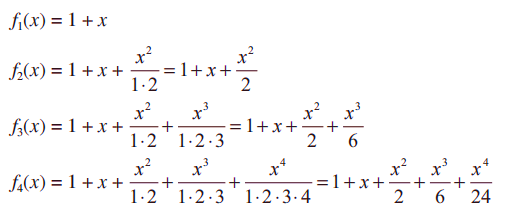 f₁(x) = 1 + x
f₂(x) = 1 + x + x²/(1·2) = 1 + x + x²/2
f₃(x) = 1 + x + x²/(1·2) + x³/(1·2·3) = 1 + x + x²/2 + x³/6
f₄(x) = 1 + x + x²/(1·2) + x³/(1·2·3) + x⁴/(1·2·3·4) = 1 + x + x²/2 + x³/6 + x⁴/24